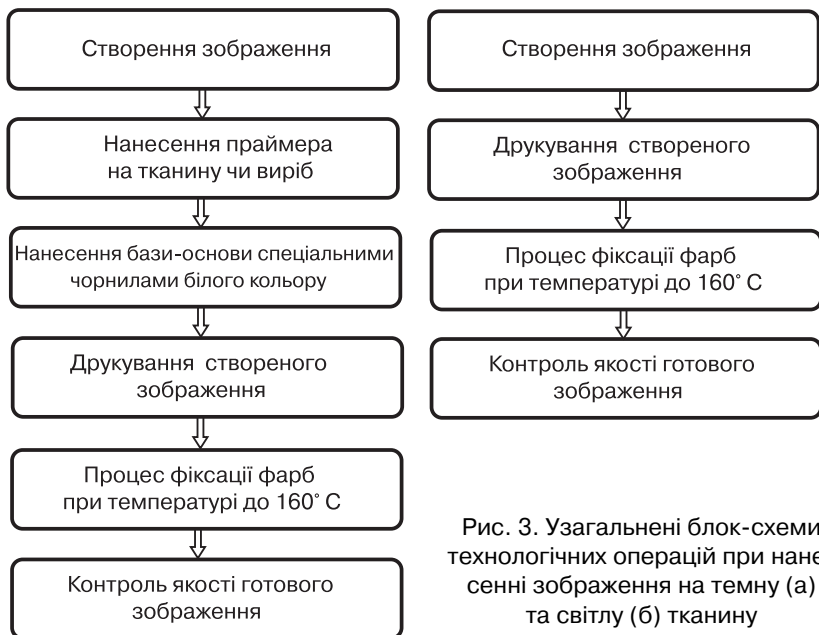 Створення зображення
Нанесення праймера
на тканину чи виріб
Нанесення бази-основи спеціальними
чорнилами білого кольору
Друкування створеного
зображення
Процес фіксації фарб
при температурі до 160° С
Контроль якості готового
зображення
Створення зображення
Друкування створеного
зображення
Процес фіксації фарб
при температурі до 160° С
Контроль якості готового
зображення
Рис. 3. Узагальнені блок-схеми
технологічних операцій при нане-
сенні зображення на темну (а)
та світлу (б) тканину